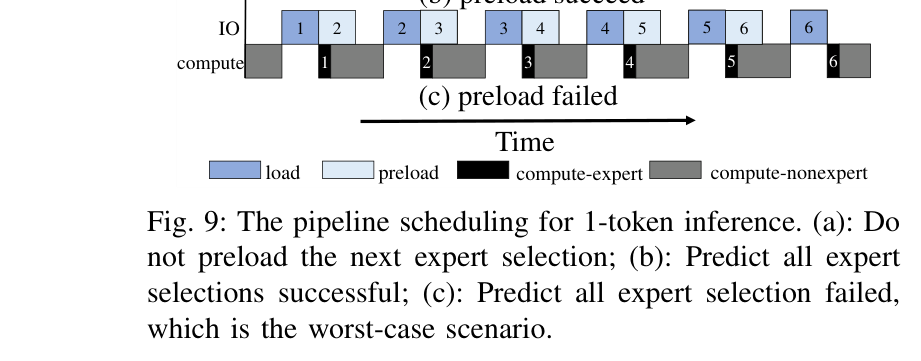 (b) preload succeed
IO 1 2 2 3 3 4 4 5 5 6 6
compute 1 2 3 4 5 6
(c) preload failed
Time
load preload compute-expert compute-nonexpert
Fig. 9: The pipeline scheduling for 1-token inference. (a): Do
not preload the next expert selection; (b): Predict all expert
selections successful; (c): Predict all expert selection failed,
which is the worst-case scenario.